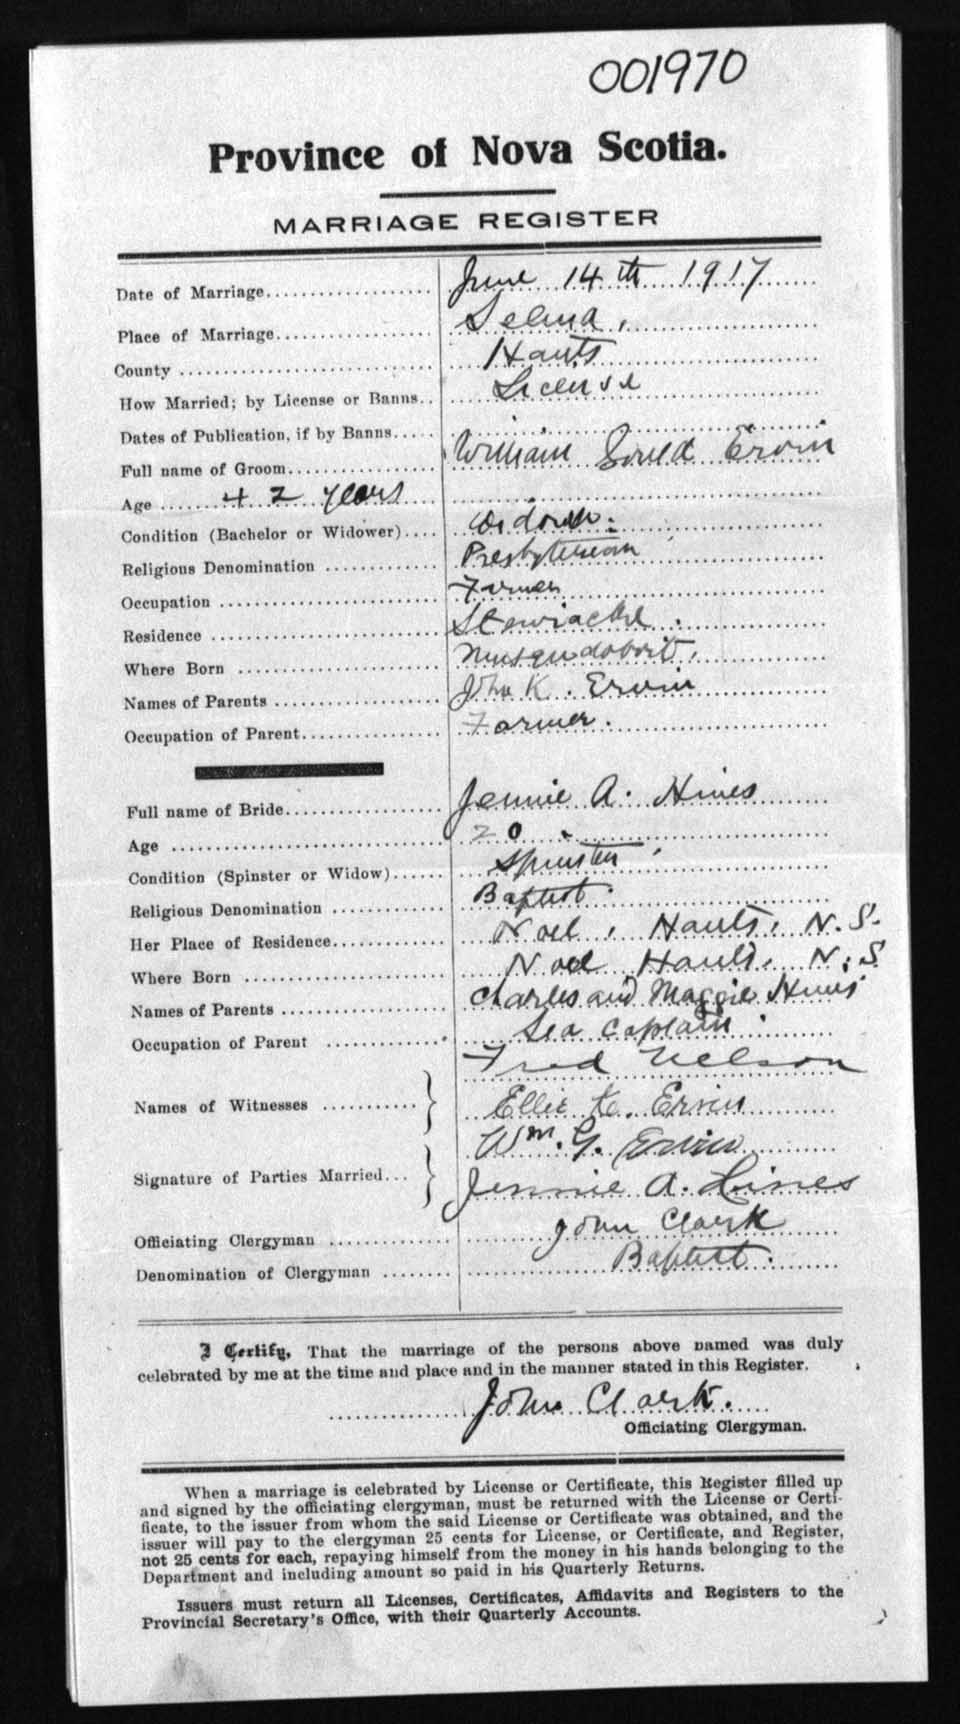 001970
Province of Nova Scotia.
MARRIAGE REGISTER
Date of Marriage.................. June 14th 1917
Place of Marriage................. Selma,
County ........................... Hants
How Married; by License or Banns.. License
Dates of Publication, if by Banns.....
Full name of Groom................ William Gould Ervin
Age ...... 42 years
Condition (Bachelor or Widower).... Widower.
Religious Denomination ............ Presbyterian
Occupation ....................... Farmer
Residence ........................ Stewiacke.
Where Born ....................... Musquodoboit,
Names of Parents ................. John K. Ervin
Occupation of Parent.............. Farmer.
Full name of Bride................ Jennie A. Hines
Age .............................. 20
Condition (Spinster or Widow)...... Spinster
Religious Denomination ............ Baptist.
Her Place of Residence............ Noel, Hants, N.S.
Where Born ....................... Noel Hants, N.S
Names of Parents ................. Charles and Maggie Hines
Occupation of Parent ............. Sea Captain
Fred Nelson
Names of Witnesses ........... Ellie Ervin
Wm. G. Ervin
Signature of Parties Married... Jennie A. Hines
Officiating Clergyman ............ John Clark
Denomination of Clergyman ........ Baptist.
I Certify, That the marriage of the persons above named was duly
celebrated by me at the time and place and in the manner stated in this Register.
John Clark.
Officiating Clergyman.
When a marriage is celebrated by License or Certificate, this Register filled up
and signed by the officiating clergyman, must be returned with the License or Certi-
ficate, to the issuer from whom the said License or Certificate was obtained, and the
issuer will pay to the clergyman 25 cents for License, or Certificate, and Register,
not 25 cents for each, repaying himself from the money in his hands belonging to the
Department and including amount so paid in his Quarterly Returns.
Issuers must return all Licenses, Certificates, Affidavits and Registers to the
Provincial Secretary's Office, with their Quarterly Accounts.